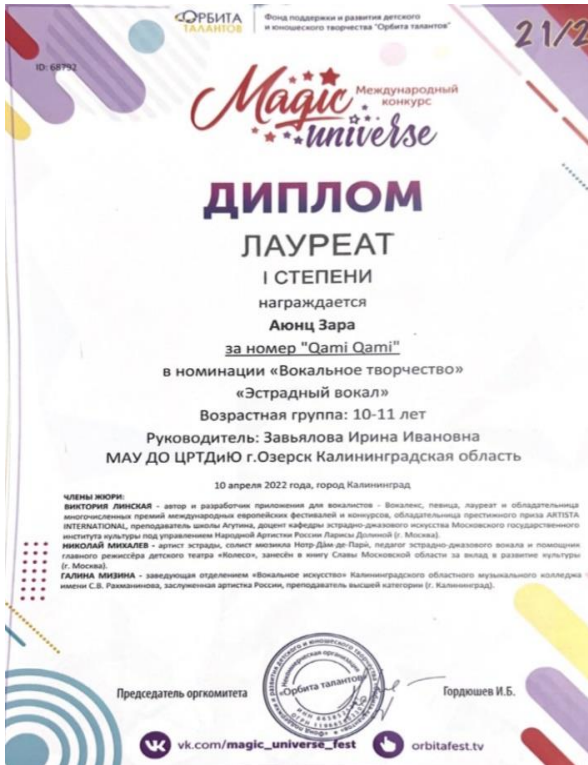 ОРБИТА
ТАЛАНТОВ
Фонд поддержки и развития детского
и юношеского творчества "Орбита талантов"
21/2
ID: 68792
Magic
universe
Международный
конкурс
ДИПЛОМ
ЛАУРЕАТ
I СТЕПЕНИ
награждается
Аюнц Зара
за номер "Qami Qami"
в номинации «Вокальное творчество»
«Эстрадный вокал»
Возрастная группа: 10-11 лет
Руководитель: Завьялова Ирина Ивановна
МАУ ДО ЦРТДиЮ г.Озерск Калининградская область
10 апреля 2022 года, город Калининград
ЧЛЕНЫ ЖЮРИ:
ВИКТОРИЯ ЛИНСКАЯ - автор и разработчик приложения для вокалистов - Вокалекс, певица, лауреат и обладательница
многочисленных премий международных европейских фестивалей и конкурсов, обладательница престижного приза ARTISTA
INTERNATIONAL, преподаватель школы Агутина, доцент кафедры эстрадно-джазового искусства Московского государственного
института культуры под управлением Народной Артистки России Ларисы Долиной (г. Москва).
НИКОЛАЙ МИХАЛЕВ - артист эстрады, солист мюзикла Нотр-Дам-де-Пари, педагог эстрадно-джазового вокала и помощник
главного режиссёра детского театра «Колесо», занесён в книгу Славы Московской области за вклад в развитие культуры
(г. Москва).
ГАЛИНА МИЗИНА - заведующая отделением «Вокальное искусство» Калининградского областного музыкального колледжа
имени С.В. Рахманинова, заслуженная артистка России, преподаватель высшей категории (г. Калининград).
Председатель оргкомитета
«Орбита талантов»
Гордюшев И.Б.
vk.com/magic_universe_fest
orbitafest.tv